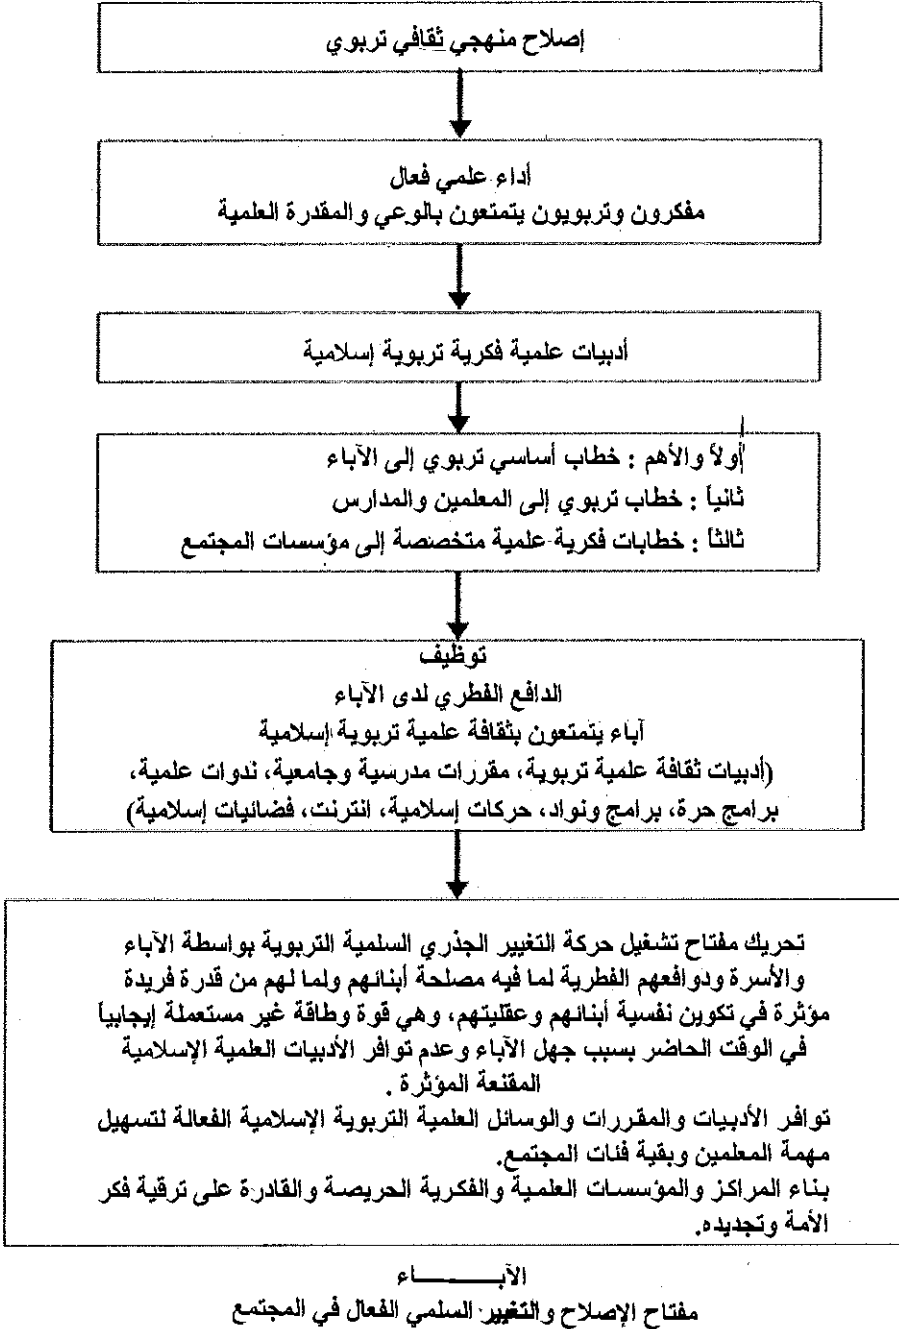 إصلاح منهجي ثقافي تربوي
أداء علمي فعال
مفكرون وتربويون يتمتعون بالوعي والمقدرة العلمية
أدبيات علمية فكرية تربوية إسلامية
أولاً والأهم : خطاب أساسي تربوي إلى الآباء
ثانياً : خطاب تربوي إلى المعلمين والمدارس
ثالثاً : خطابات فكرية علمية متخصصة إلى مؤسسات المجتمع
توظيف
الدافع الفطري لدى الآباء
آباء يتمتعون بثقافة علمية تربوية إسلامية
(أدبيات ثقافة علمية تربوية، مقررات مدرسية وجامعية، ندوات علمية،
برامج حرة، برامج ونواد، حركات إسلامية، انترنت، فضائيات إسلامية)
تحريك مفتاح تشغيل حركة التغيير الجذري السلمية التربوية بواسطة الآباء
والأسرة ودوافعهم الفطرية لما فيه مصلحة أبنائهم ولما لهم من قدرة فريدة
مؤثرة في تكوين نفسية أبنائهم وعقليتهم، وهي قوة وطاقة غير مستعملة إيجابياً
في الوقت الحاضر بسبب جهل الآباء وعدم توافر الأدبيات العلمية الإسلامية
المقنعة المؤثرة .
توافر الأدبيات والمقررات والوسائل العلمية التربوية الإسلامية الفعالة لتسهيل
مهمة المعلمين وبقية فئات المجتمع.
بناء المراكز والمؤسسات العلمية والفكرية الحريصة والقادرة على ترقية فكر
الأمة وتجديده.
الآبـــــــاء
مفتاح الإصلاح والتغيير السلمي الفعال في المجتمع